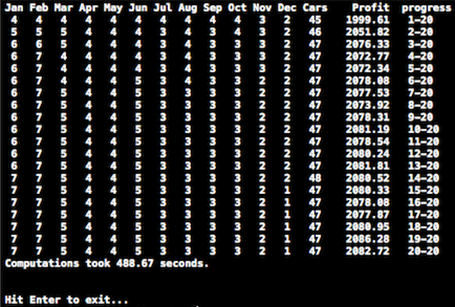 Jan Feb Mar Apr May Jun Jul Aug Sep Oct Nov Dec Cars Profit progress
4 4 4 4 4 4 4 4 4 4 3 2 45 1999.61 1-20
5 5 5 4 4 4 3 4 3 4 3 2 46 2051.82 2-20
6 6 5 4 4 4 3 4 3 3 3 2 47 2076.33 3-20
6 7 4 4 4 4 3 4 3 3 3 2 47 2072.77 4-20
6 7 4 4 4 4 3 4 3 3 3 2 47 2072.34 5-20
6 7 4 4 4 5 3 4 3 3 2 2 47 2078.08 6-20
6 7 5 4 4 5 3 3 3 3 2 2 47 2077.53 7-20
6 7 5 4 4 5 3 3 3 3 2 2 47 2073.92 8-20
6 7 5 4 4 5 3 3 3 3 2 2 47 2078.31 9-20
6 7 5 4 4 5 3 3 3 3 2 2 47 2081.19 10-20
6 7 5 4 4 5 3 3 3 3 2 2 47 2078.54 11-20
6 7 5 4 4 5 3 3 3 3 2 2 47 2080.24 12-20
6 7 5 4 4 5 3 3 3 3 2 2 47 2081.81 13-20
7 7 5 4 4 5 3 3 3 3 2 2 48 2080.52 14-20
7 7 5 4 4 5 3 3 3 3 2 1 47 2080.33 15-20
7 7 5 4 4 5 3 3 3 3 2 1 47 2078.08 16-20
7 7 5 4 4 5 3 3 3 3 2 1 47 2077.87 17-20
7 7 5 4 4 5 3 3 3 3 2 1 47 2080.95 18-20
7 7 5 4 4 5 3 3 3 3 2 1 47 2086.28 19-20
7 7 5 4 4 5 3 3 3 3 2 1 47 2082.72 20-20
Computations took 488.67 seconds.
Hit Enter to exit...